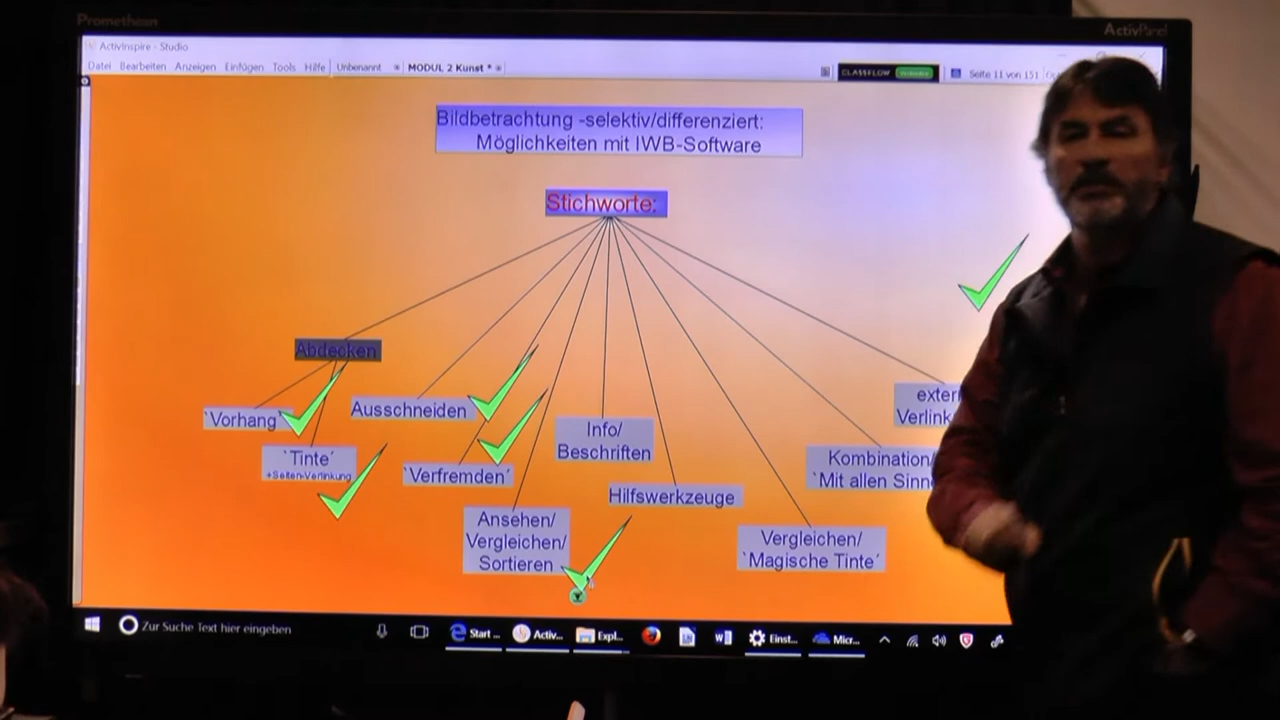 Promethean
ActivPanel
ActivInspire - Studio
Datei Bearbeiten Anzeigen Einfügen Tools Hilfe Unbenannt MODUL 2 Kunst *
CLASSFLOW
Seite 11 von 151
Bildbetrachtung -selektiv/differenziert:
Möglichkeiten mit IWB-Software
Stichworte:
Abdecken
`Vorhang
`Tinte´
+Seiten-Verlinkung
Ausschneiden
`Verfremden´
Ansehen/
Vergleichen/
Sortieren
Info/
Beschriften
Hilfswerkzeuge
Vergleichen/
`Magische Tinte´
Kombination/
`Mit allen Sinn
exter
Verlink
Zur Suche Text hier eingeben
Start ... Activ... Expl... Einst... Micr...